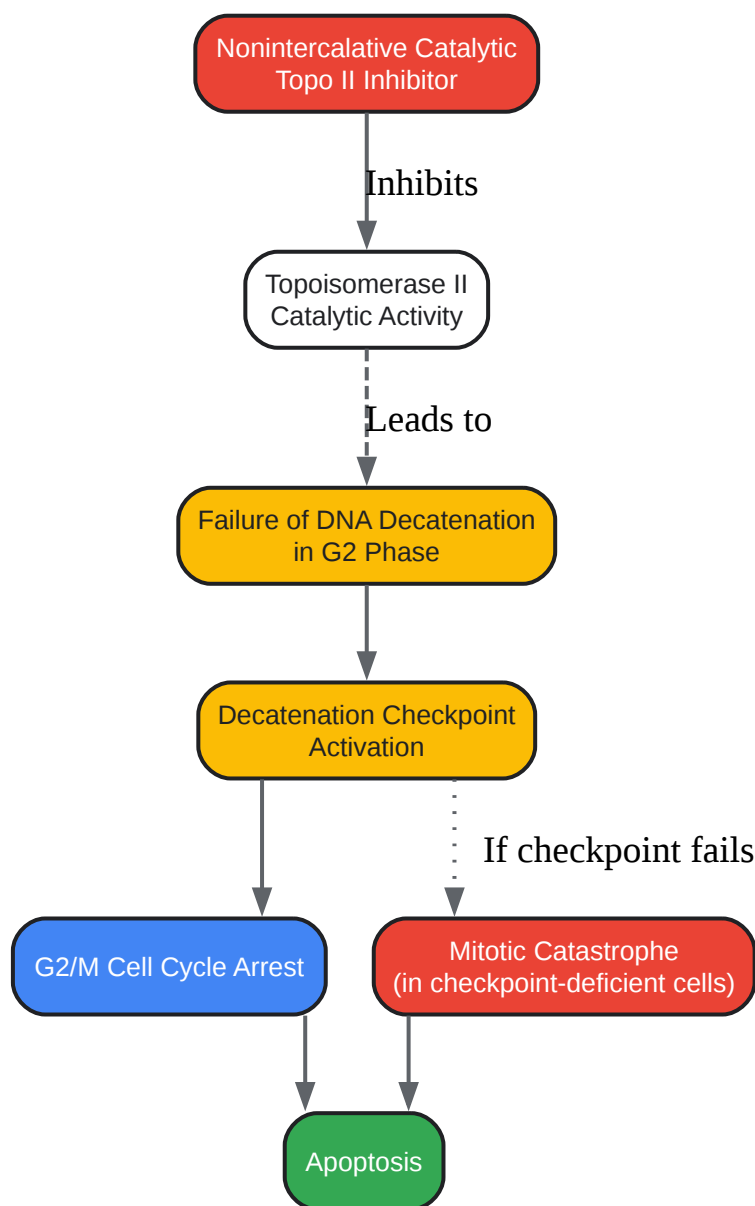 Nonintercalative Catalytic
Topo II Inhibitor
Inhibits
Topoisomerase II
Catalytic Activity
Leads to
Failure of DNA Decatenation
in G2 Phase
Decatenation Checkpoint
Activation
If checkpoint fails
G2/M Cell Cycle Arrest
Mitotic Catastrophe
(in checkpoint-deficient cells)
Apoptosis